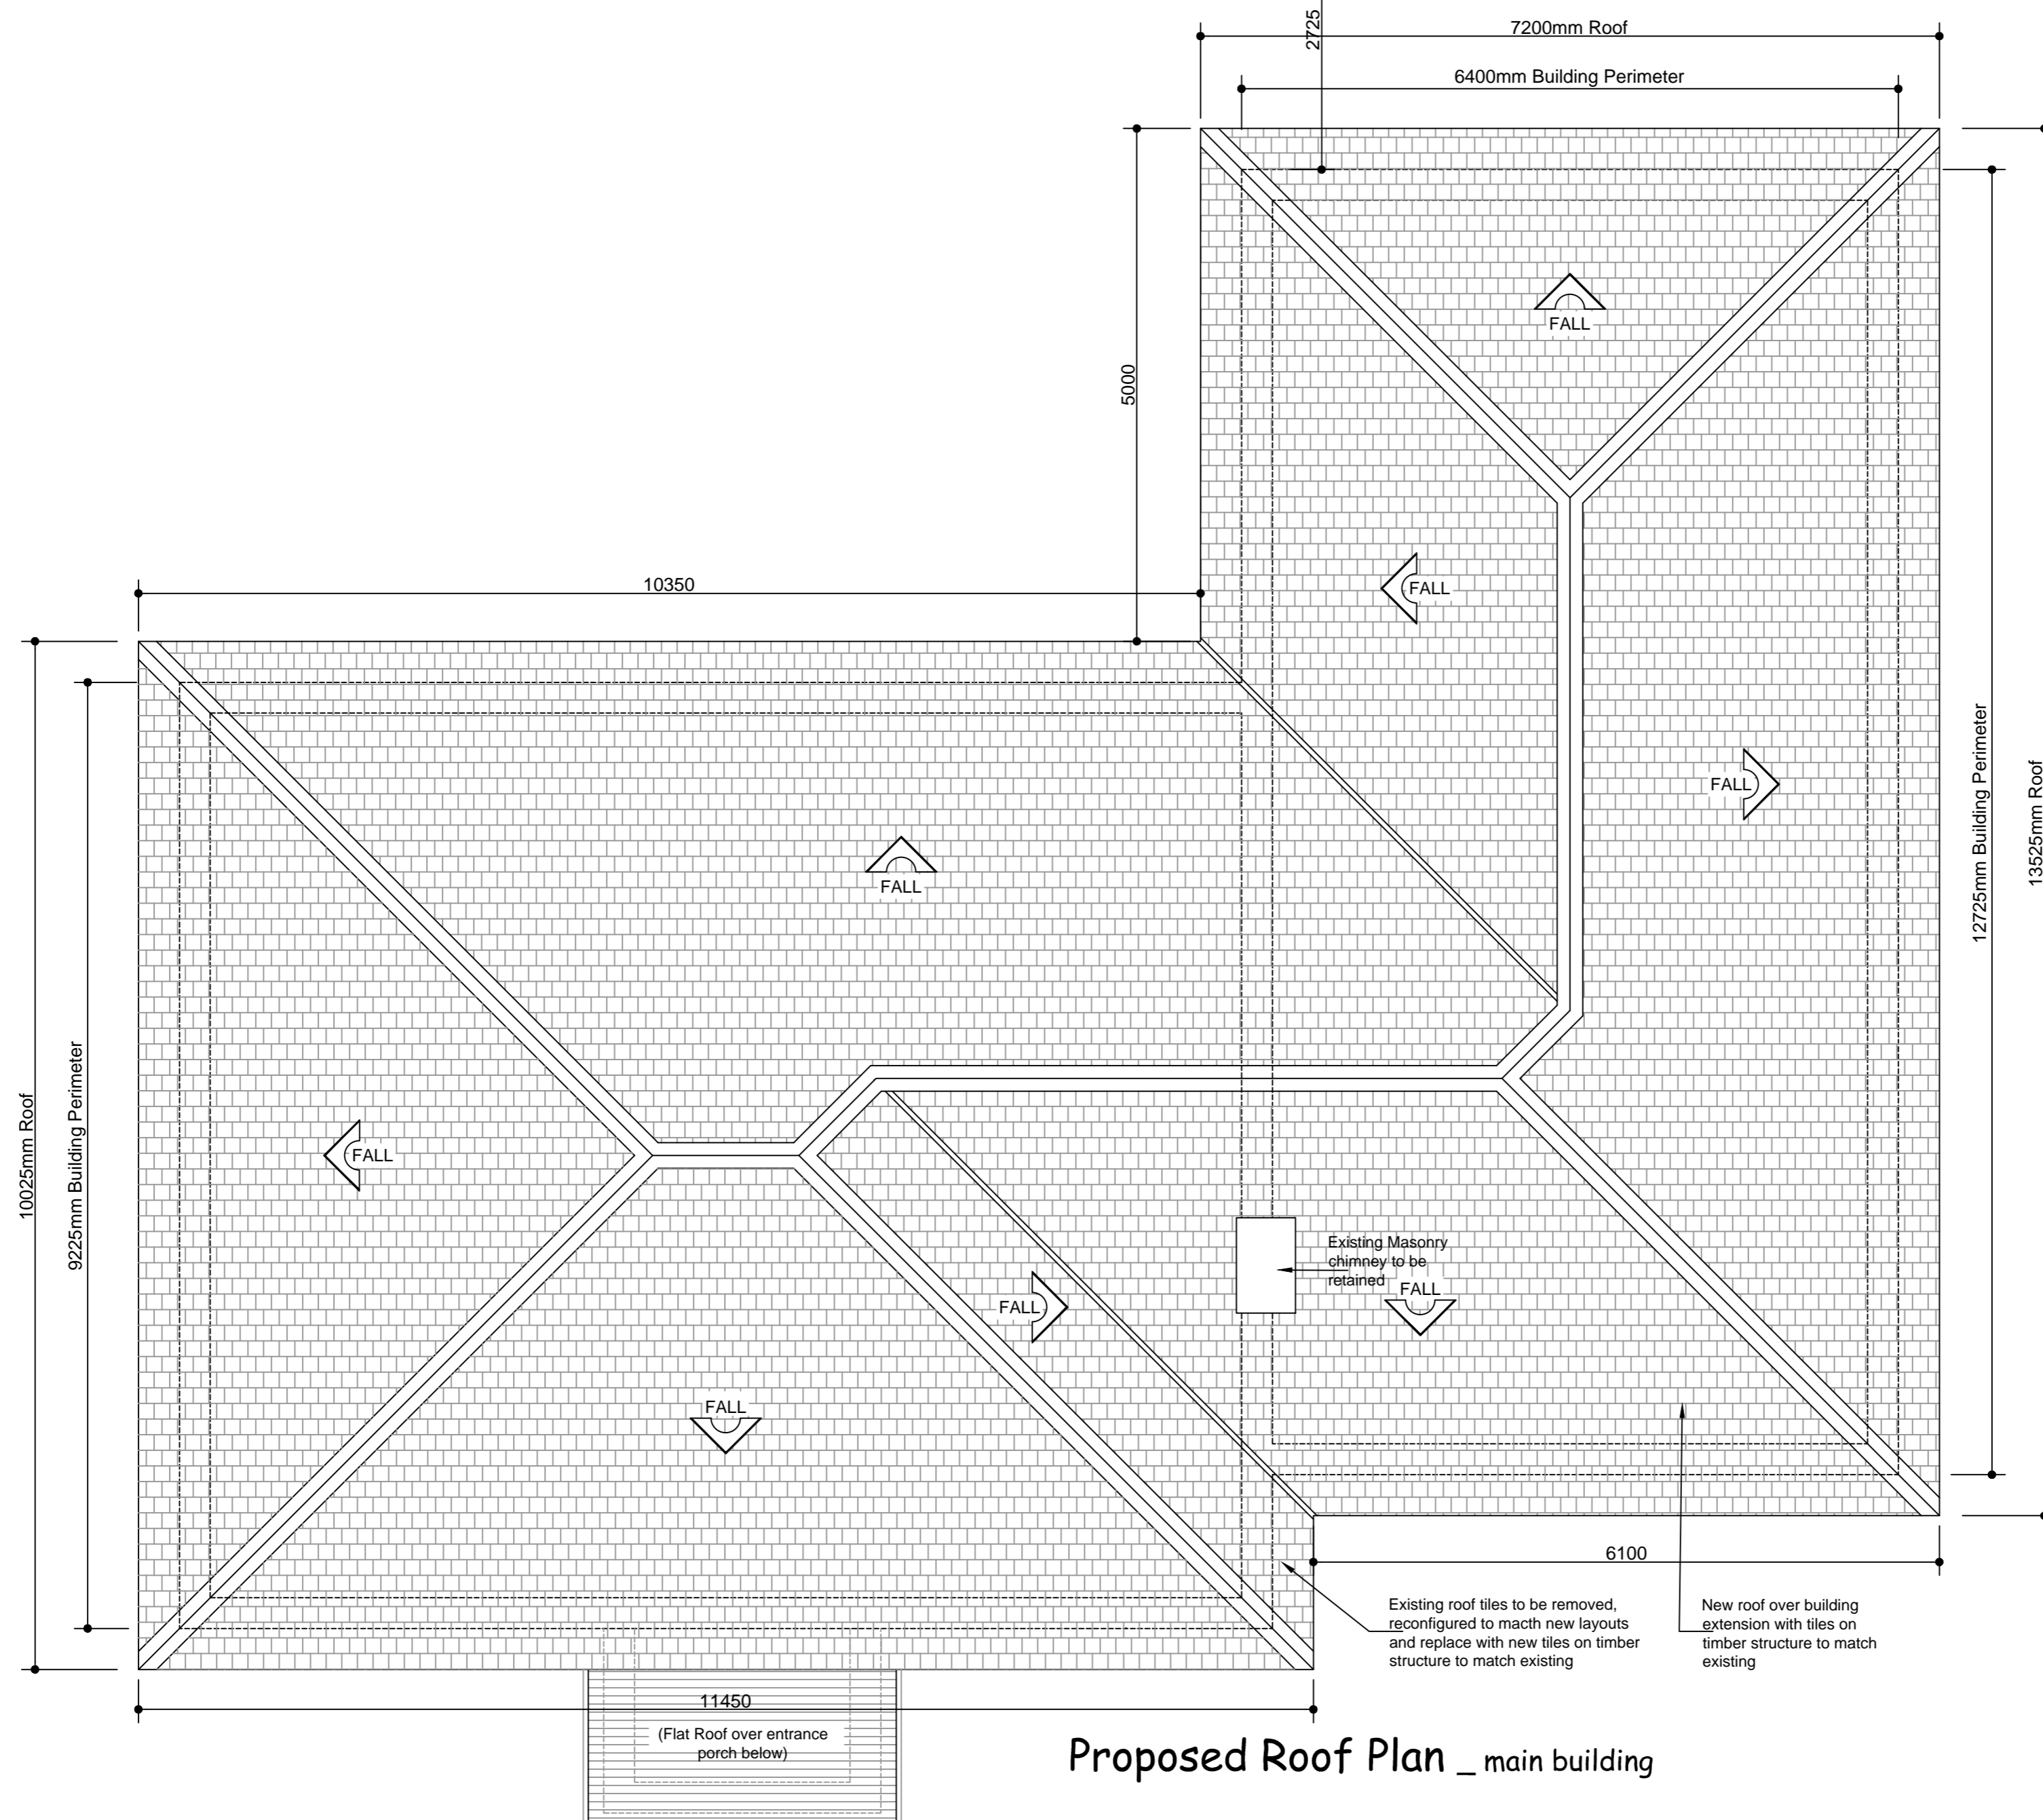 2725
7200mm Roof
6400mm Building Perimeter
FALL
5000
FALL
10350
FALL
12725mm Building Perimeter
13525mm Roof
FALL
10025mm Roof
9225mm Building Perimeter
FALL
Existing Masonry
chimney to be
retained
FALL
FALL
FALL
6100
Existing roof tiles to be removed,
reconfigured to macth new layouts
and replace with new tiles on timber
structure to match existing
New roof over building
extension with tiles on
timber structure to match
existing
11450
(Flat Roof over entrance
porch below)
Proposed Roof Plan _ main building